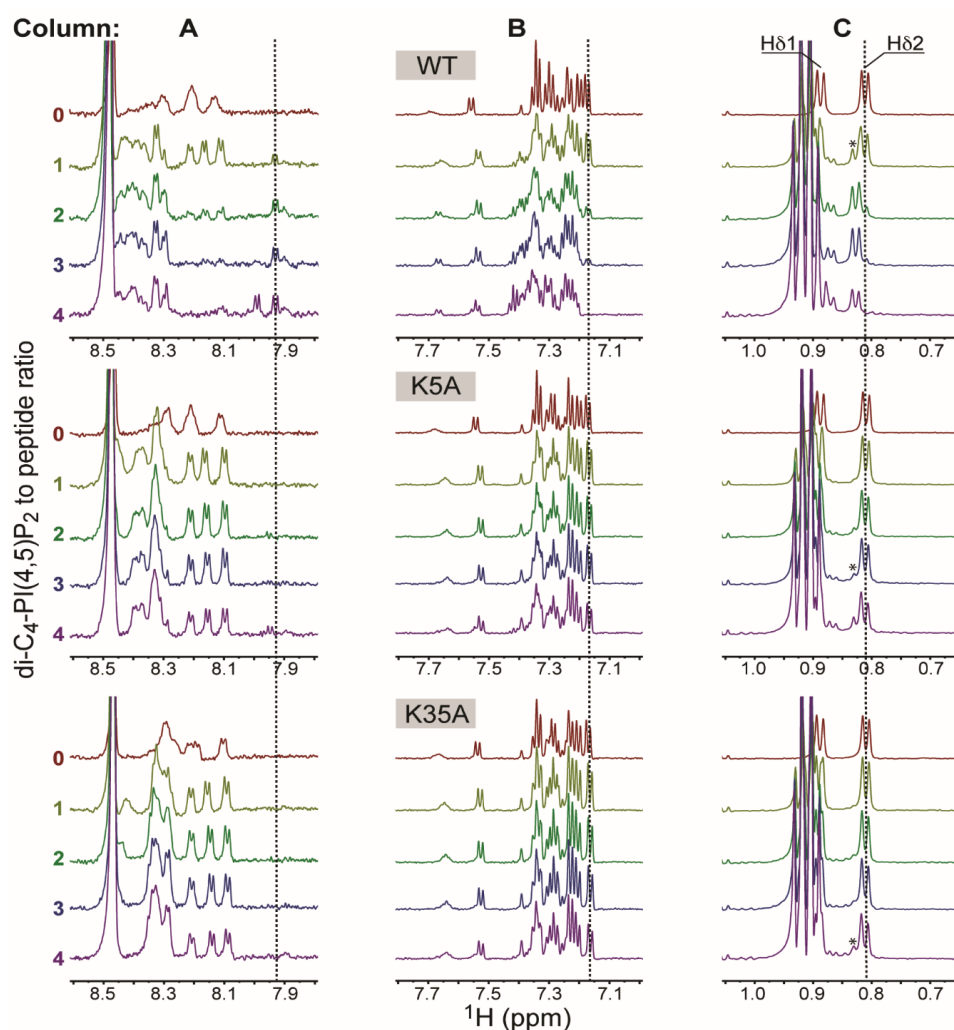 Column: A B C
WT
Hδ1 Hδ2
0
1 *
2
3
4
8.5 8.3 8.1 7.9 7.7 7.5 7.3 7.1 1.0 0.9 0.8 0.7
di-C₄-PI(4,5)P₂ to peptide ratio
K5A
0
1
2
3 *
4
8.5 8.3 8.1 7.9 7.7 7.5 7.3 7.1 1.0 0.9 0.8 0.7
K35A
0
1
2
3
4 *
8.5 8.3 8.1 7.9 7.7 7.5 7.3 7.1 1.0 0.9 0.8 0.7
¹H (ppm)